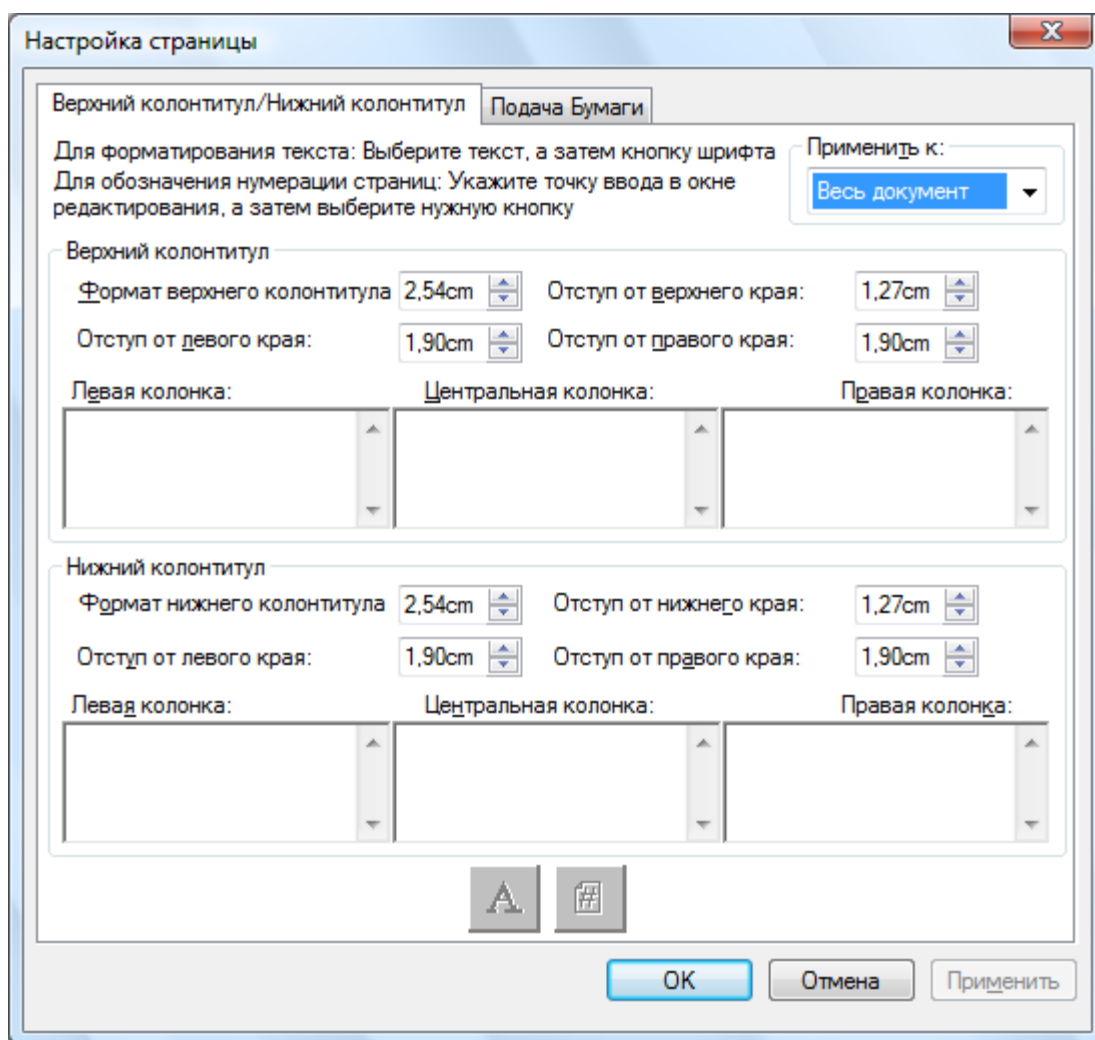 Настройка страницы
Верхний колонтитул/Нижний колонтитул
Подача Бумаги
Для форматирования текста: Выберите текст, а затем кнопку шрифта
Для обозначения нумерации страниц: Укажите точку ввода в окне
редактирования, а затем выберите нужную кнопку
Применить к:
Весь документ
Верхний колонтитул
Формат верхнего колонтитула 2,54cm Отступ от верхнего края: 1,27cm
Отступ от левого края: 1,90cm Отступ от правого края: 1,90cm
Левая колонка: Центральная колонка: Правая колонка:
Нижний колонтитул
Формат нижнего колонтитула 2,54cm Отступ от нижнего края: 1,27cm
Отступ от левого края: 1,90cm Отступ от правого края: 1,90cm
Левая колонка: Центральная колонка: Правая колонка:
A #
OK Отмена Применить